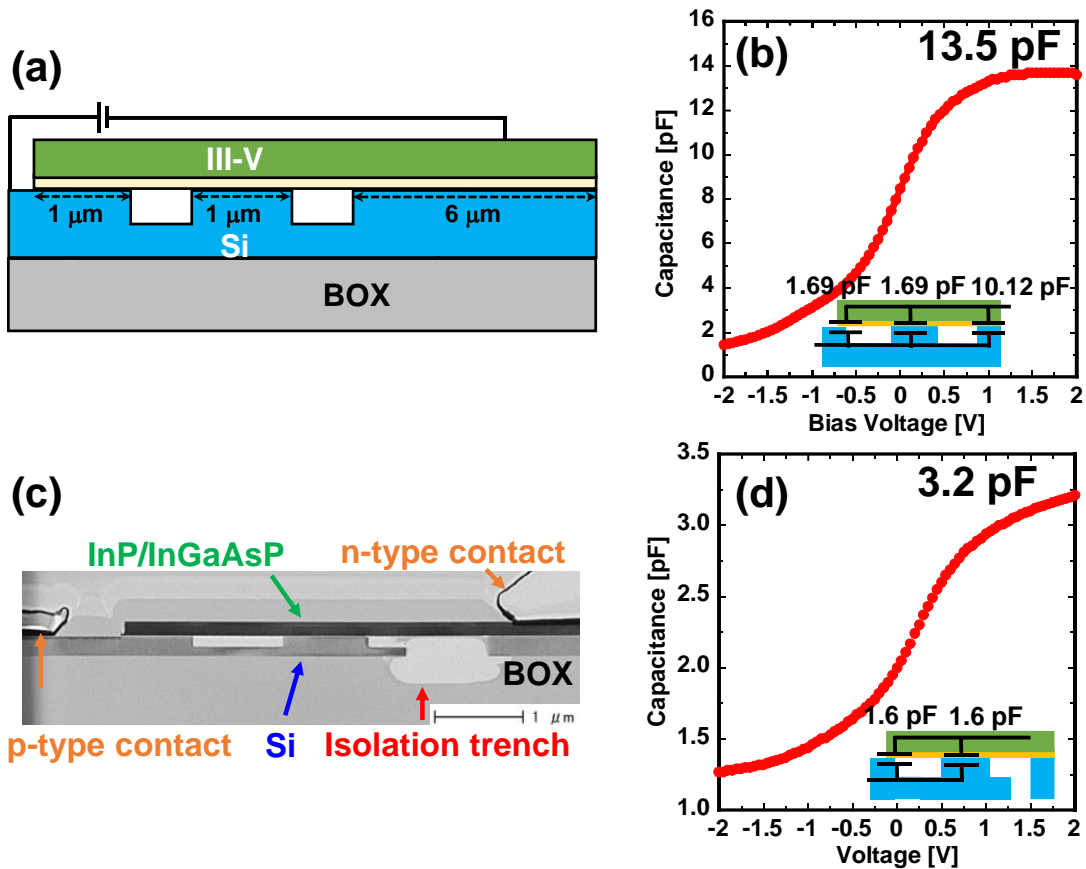 (a)
III-V
1 μm
1 μm
6 μm
Si
BOX
(b)
13.5 pF
Capacitance [pF]
16
14
12
10
8
6
4
2
0
1.69 pF 1.69 pF 10.12 pF
-2 -1.5 -1 -0.5 0 0.5 1 1.5 2
Bias Voltage [V]
(c)
InP/InGaAsP
n-type contact
BOX
1 μm
p-type contact
Si
Isolation trench
(d)
3.2 pF
Capacitance [pF]
3.5
3.0
2.5
2.0
1.5
1.0
1.6 pF 1.6 pF
-2 -1.5 -1 -0.5 0 0.5 1 1.5 2
Voltage [V]